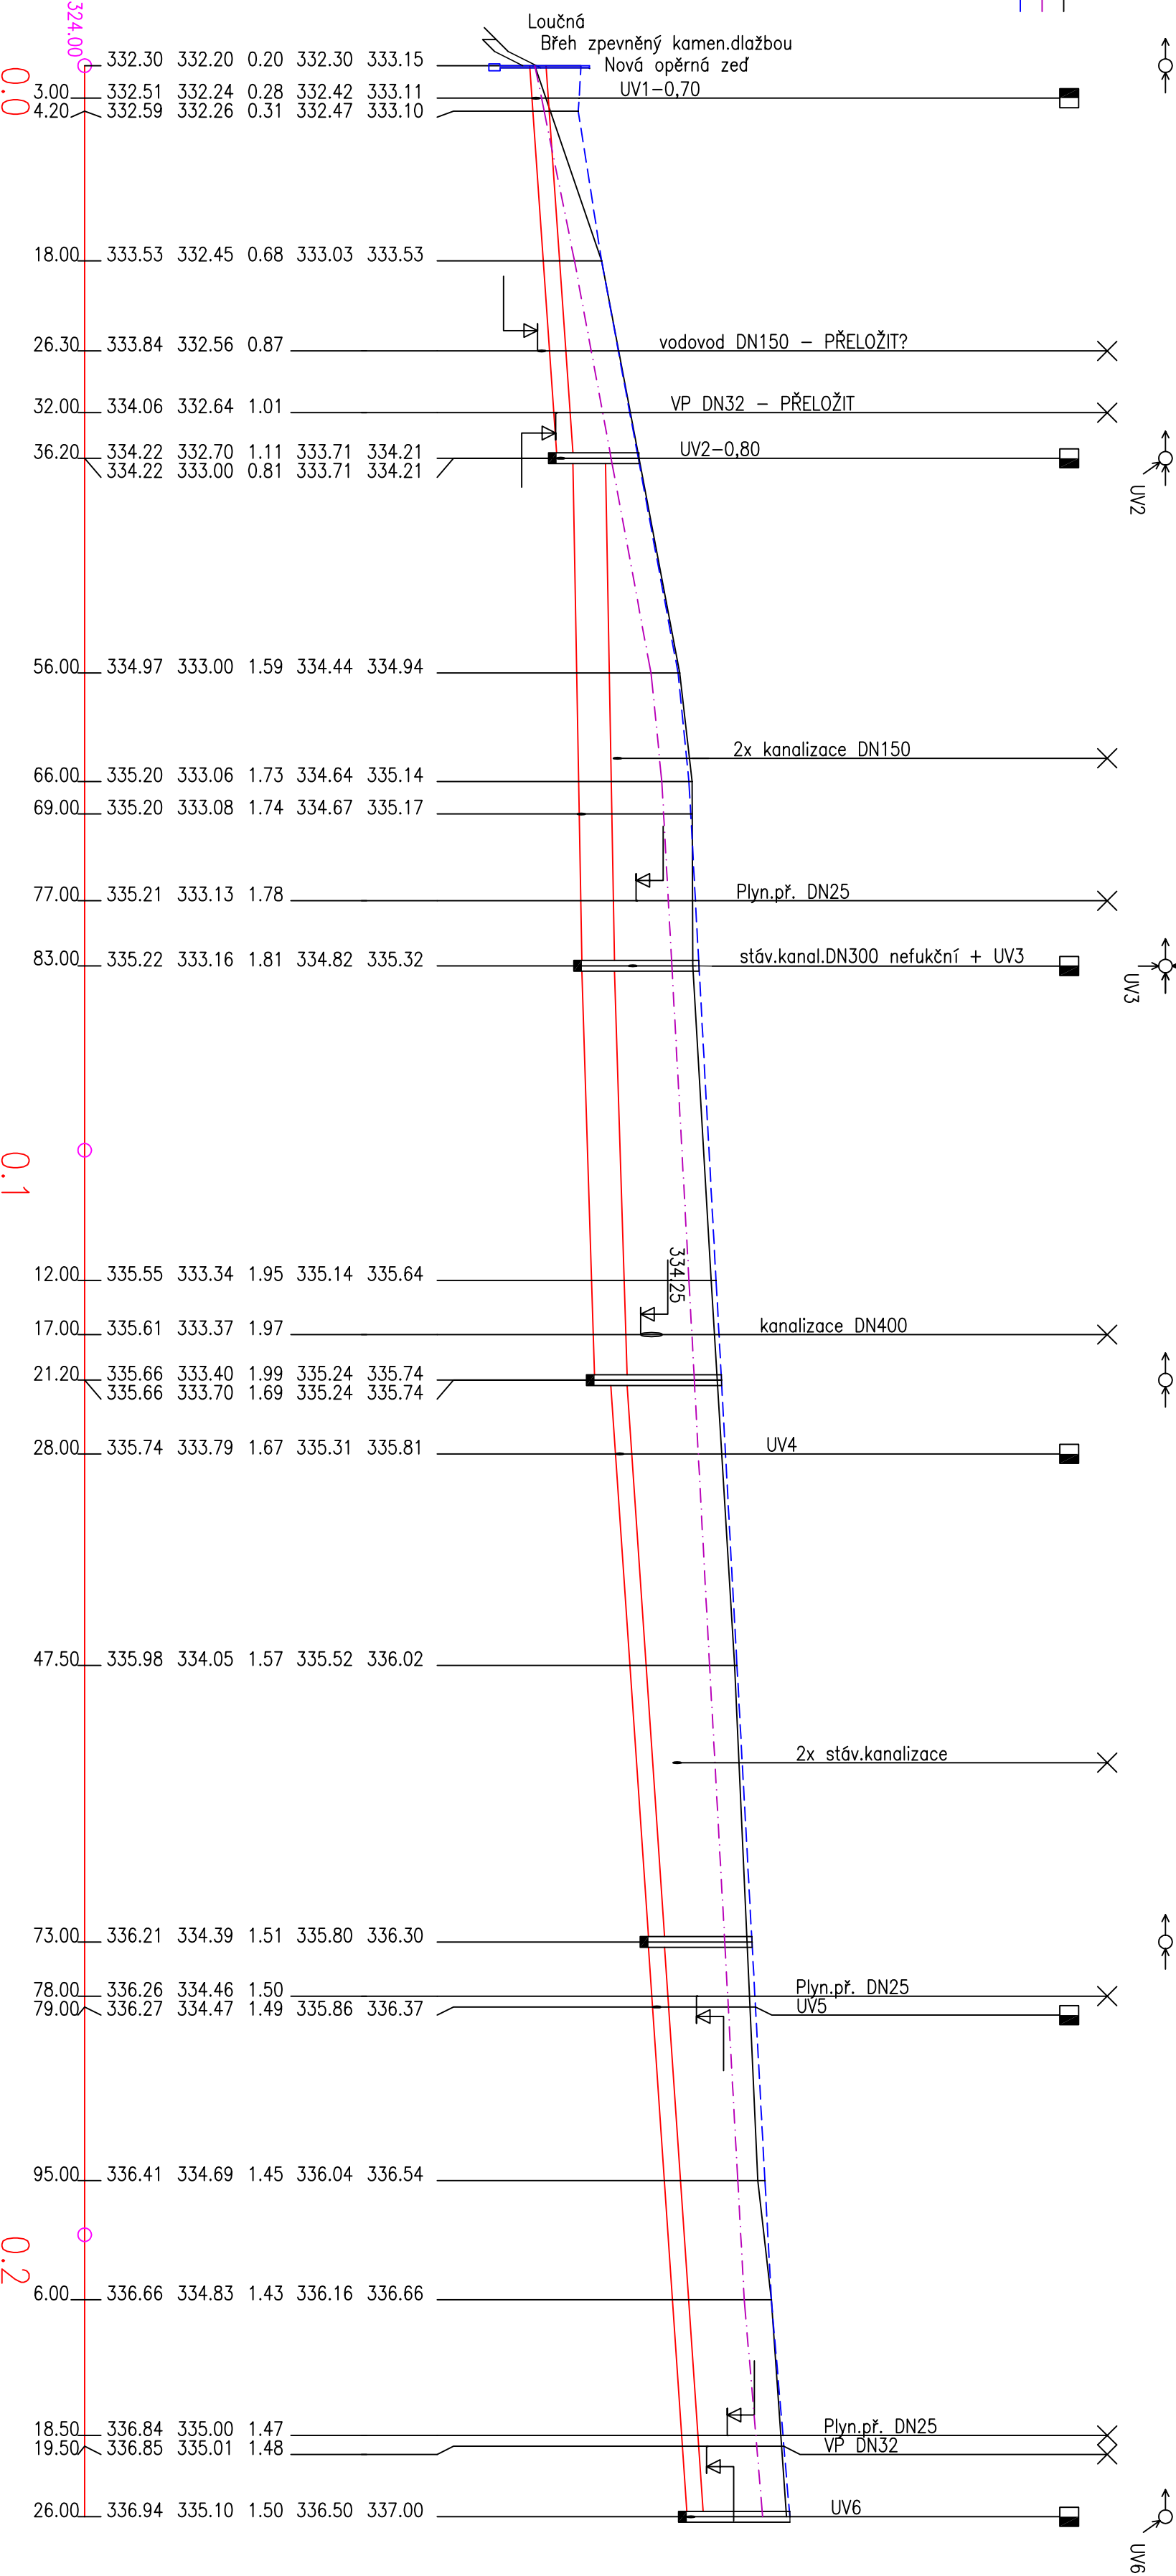 Loučná
Břeh zpevněný kamen.dlažbou
Nová opěrná zeď
324.00
332.30 332.20 0.20 332.30 333.15
0.0
3.00 332.51 332.24 0.28 332.42 333.11 UV1-0,70
4.20 332.59 332.26 0.31 332.47 333.10
18.00 333.53 332.45 0.68 333.03 333.53
26.30 333.84 332.56 0.87 vodovod DN150 - PŘELOŽIT?
32.00 334.06 332.64 1.01 VP DN32 - PŘELOŽIT
36.20 334.22 332.70 1.11 333.71 334.21 UV2-0,80
334.22 333.00 0.81 333.71 334.21
UV2
56.00 334.97 333.00 1.59 334.44 334.94
2x kanalizace DN150
66.00 335.20 333.06 1.73 334.64 335.14
69.00 335.20 333.08 1.74 334.67 335.17
77.00 335.21 333.13 1.78 Plyn.př. DN25
83.00 335.22 333.16 1.81 334.82 335.32 stáv.kanal.DN300 nefukční + UV3
UV3
0.1
12.00 335.55 333.34 1.95 335.14 335.64
334.25
17.00 335.61 333.37 1.97 kanalizace DN400
21.20 335.66 333.40 1.99 335.24 335.74
335.66 333.70 1.69 335.24 335.74
28.00 335.74 333.79 1.67 335.31 335.81 UV4
47.50 335.98 334.05 1.57 335.52 336.02
2x stáv.kanalizace
73.00 336.21 334.39 1.51 335.80 336.30
78.00 336.26 334.46 1.50 Plyn.př. DN25
79.00 336.27 334.47 1.49 335.86 336.37 UV5
95.00 336.41 334.69 1.45 336.04 336.54
0.2
6.00 336.66 334.83 1.43 336.16 336.66
18.50 336.84 335.00 1.47 Plyn.př. DN25
19.50 336.85 335.01 1.48 VP DN32
26.00 336.94 335.10 1.50 336.50 337.00 UV6
UV6